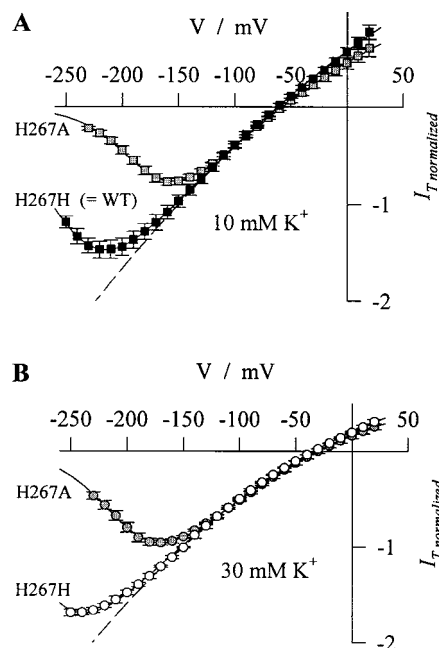 A
V / mV
-250 -200 -150 -100 -50 50
H267A
H267H (= WT)
10 mM K+
-1
-2
I T normalized
B
V / mV
-250 -200 -150 -100 -50 50
H267A
H267H
30 mM K+
-1
-2
I T normalized